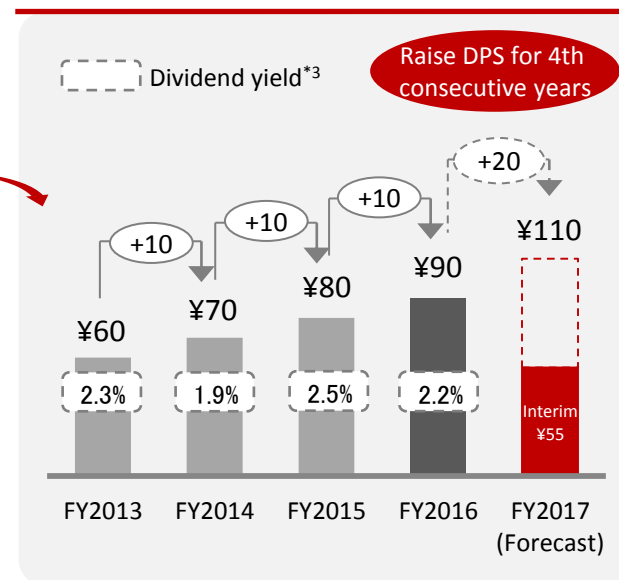 Dividend yield*3
Raise DPS for 4th
consecutive years
+20
+10
+10
+10
¥110
¥90
¥80
¥70
¥60
2.3%
1.9%
2.5%
2.2%
Interim
¥55
FY2013
FY2014
FY2015
FY2016
FY2017
(Forecast)